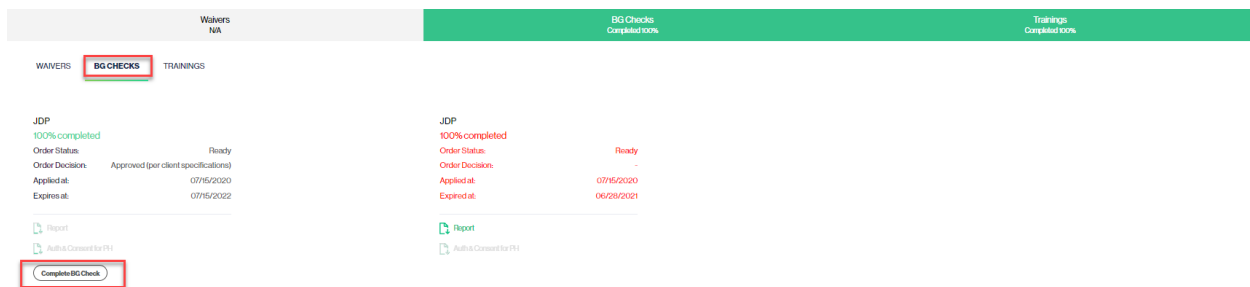 Waivers
N/A
BG Checks
Completed 100%
Trainings
Completed 100%
WAIVERS BG CHECKS TRAININGS
JDP
100% completed
Order Status: Ready
Order Decision: Approved (per client specifications)
Applied at: 07/15/2020
Expires at: 07/15/2022
Report
Auth & Consent for PH
Complete BG Check
JDP
100% completed
Order Status: Ready
Order Decision: -
Applied at: 07/15/2020
Expired at: 06/28/2021
Report
Auth & Consent for PH